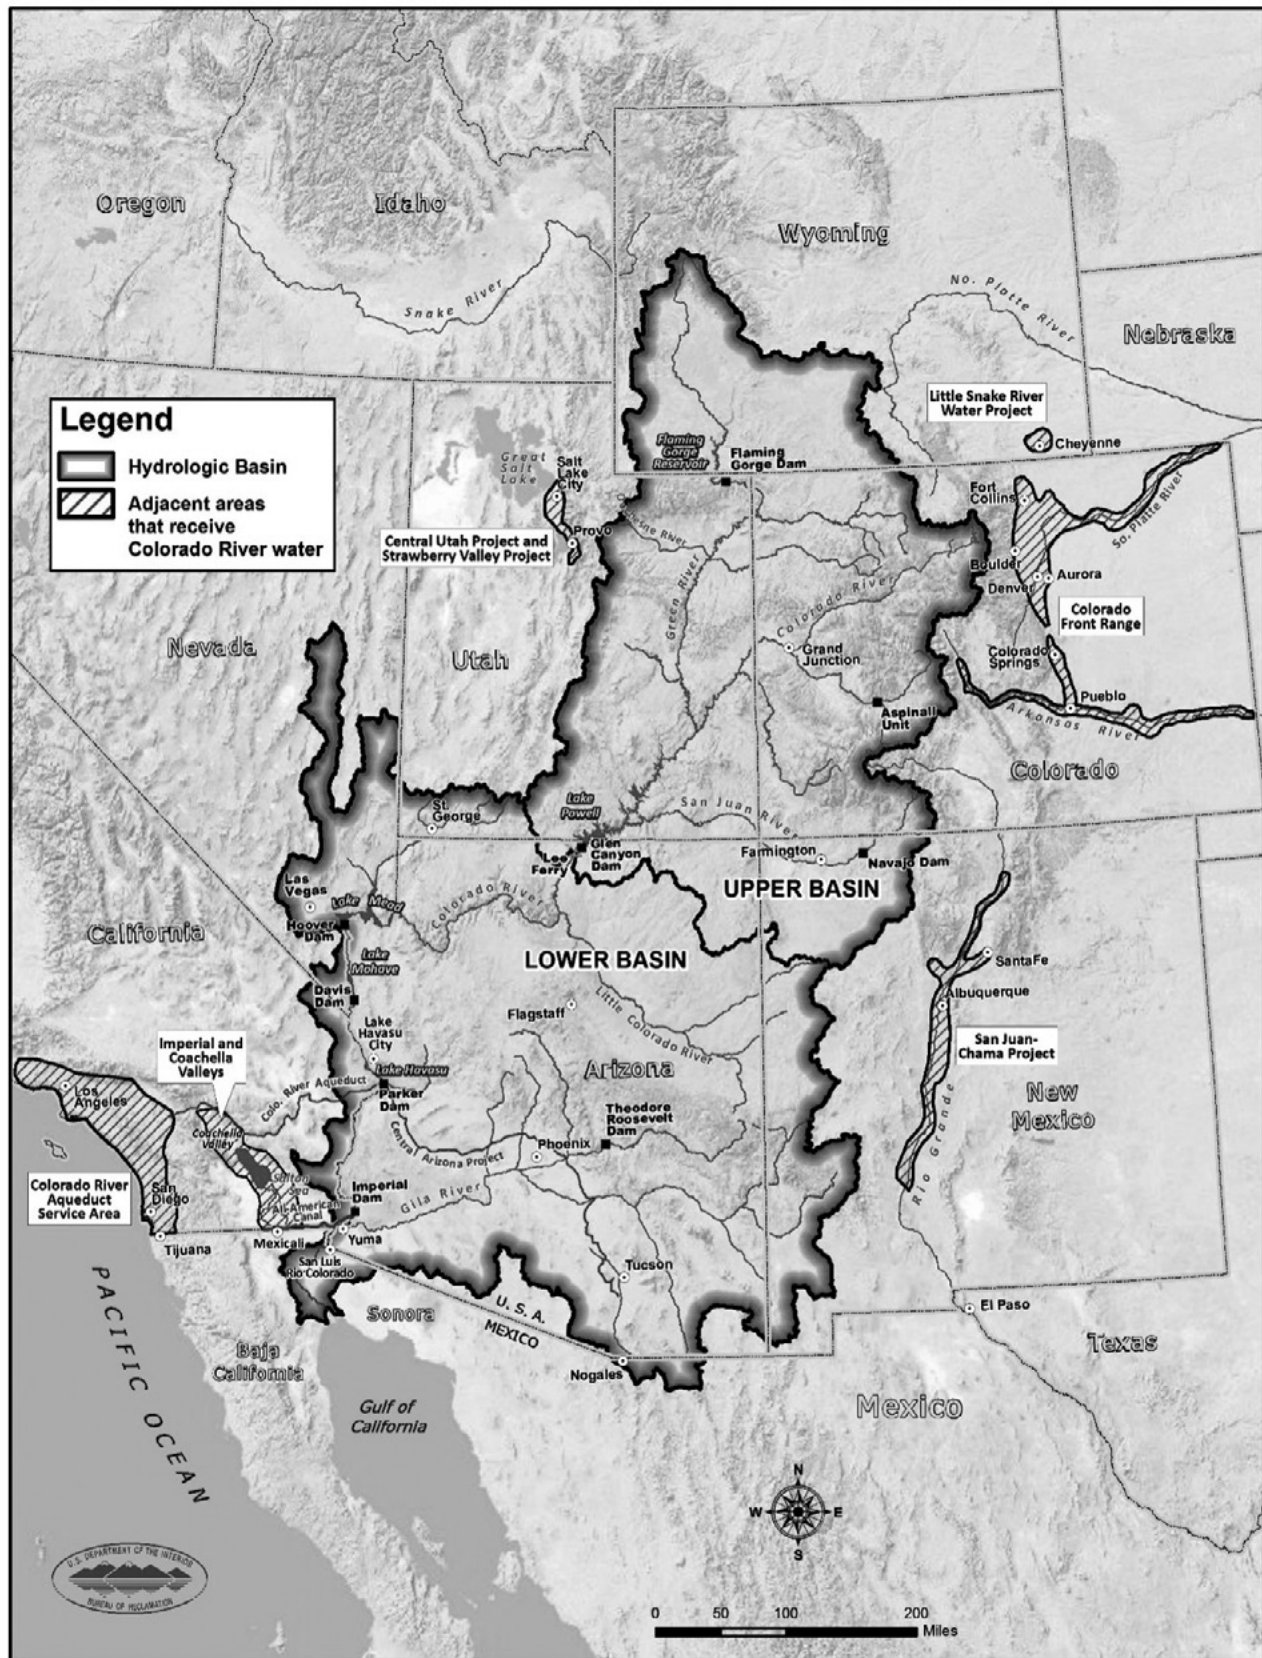 Oregon
Idaho
Wyoming
Snake River
No. Platte River
Nebraska
Legend
Hydrologic Basin
Adjacent areas
that receive
Colorado River water
Little Snake River
Water Project
Cheyenne
Great
Salt
Lake
Salt
Lake
City
Flaming
Gorge
Reservoir
Flaming
Gorge Dam
Fort
Collins
So. Platte River
Provo
Duchesne River
Central Utah Project and
Strawberry Valley Project
Green River
Colorado River
Boulder
Denver
Aurora
Colorado
Front Range
Nevada
Utah
Grand
Junction
Colorado
Springs
Pueblo
Aspinall
Unit
Arkansas River
Colorado
St.
George
Lake
Powell
San Juan River
Lee
Ferry
Glen
Canyon
Dam
Farmington
Navajo Dam
UPPER BASIN
Las
Vegas
Lake Mead
Colorado River
Hoover
Dam
California
LOWER BASIN
Lake
Mohave
SantaFe
Davis
Dam
Flagstaff
Little Colorado River
Albuquerque
Lake
Havasu
City
San Juan-
Chama Project
Imperial and
Coachella
Valleys
Lake Havasu
Arizona
Los
Angeles
Colo. River Aqueduct
Parker
Dam
New
Mexico
Theodore
Roosevelt
Dam
Coachella
Valley
Central Arizona Project
Phoenix
Rio Grande
Colorado River
Aqueduct
Service Area
San
Diego
Salton
Sea
Imperial
Dam
Gila River
All-American
Canal
Tijuana
Mexicali
Yuma
San Luis
Rio Colorado
Tucson
PACIFIC OCEAN
Sonora
U. S. A.
MEXICO
El Paso
Texas
Baja
California
Nogales
Gulf of
California
Mexico
N
W
E
S
U.S. DEPARTMENT OF THE INTERIOR
BUREAU OF RECLAMATION
0 50 100 200
Miles